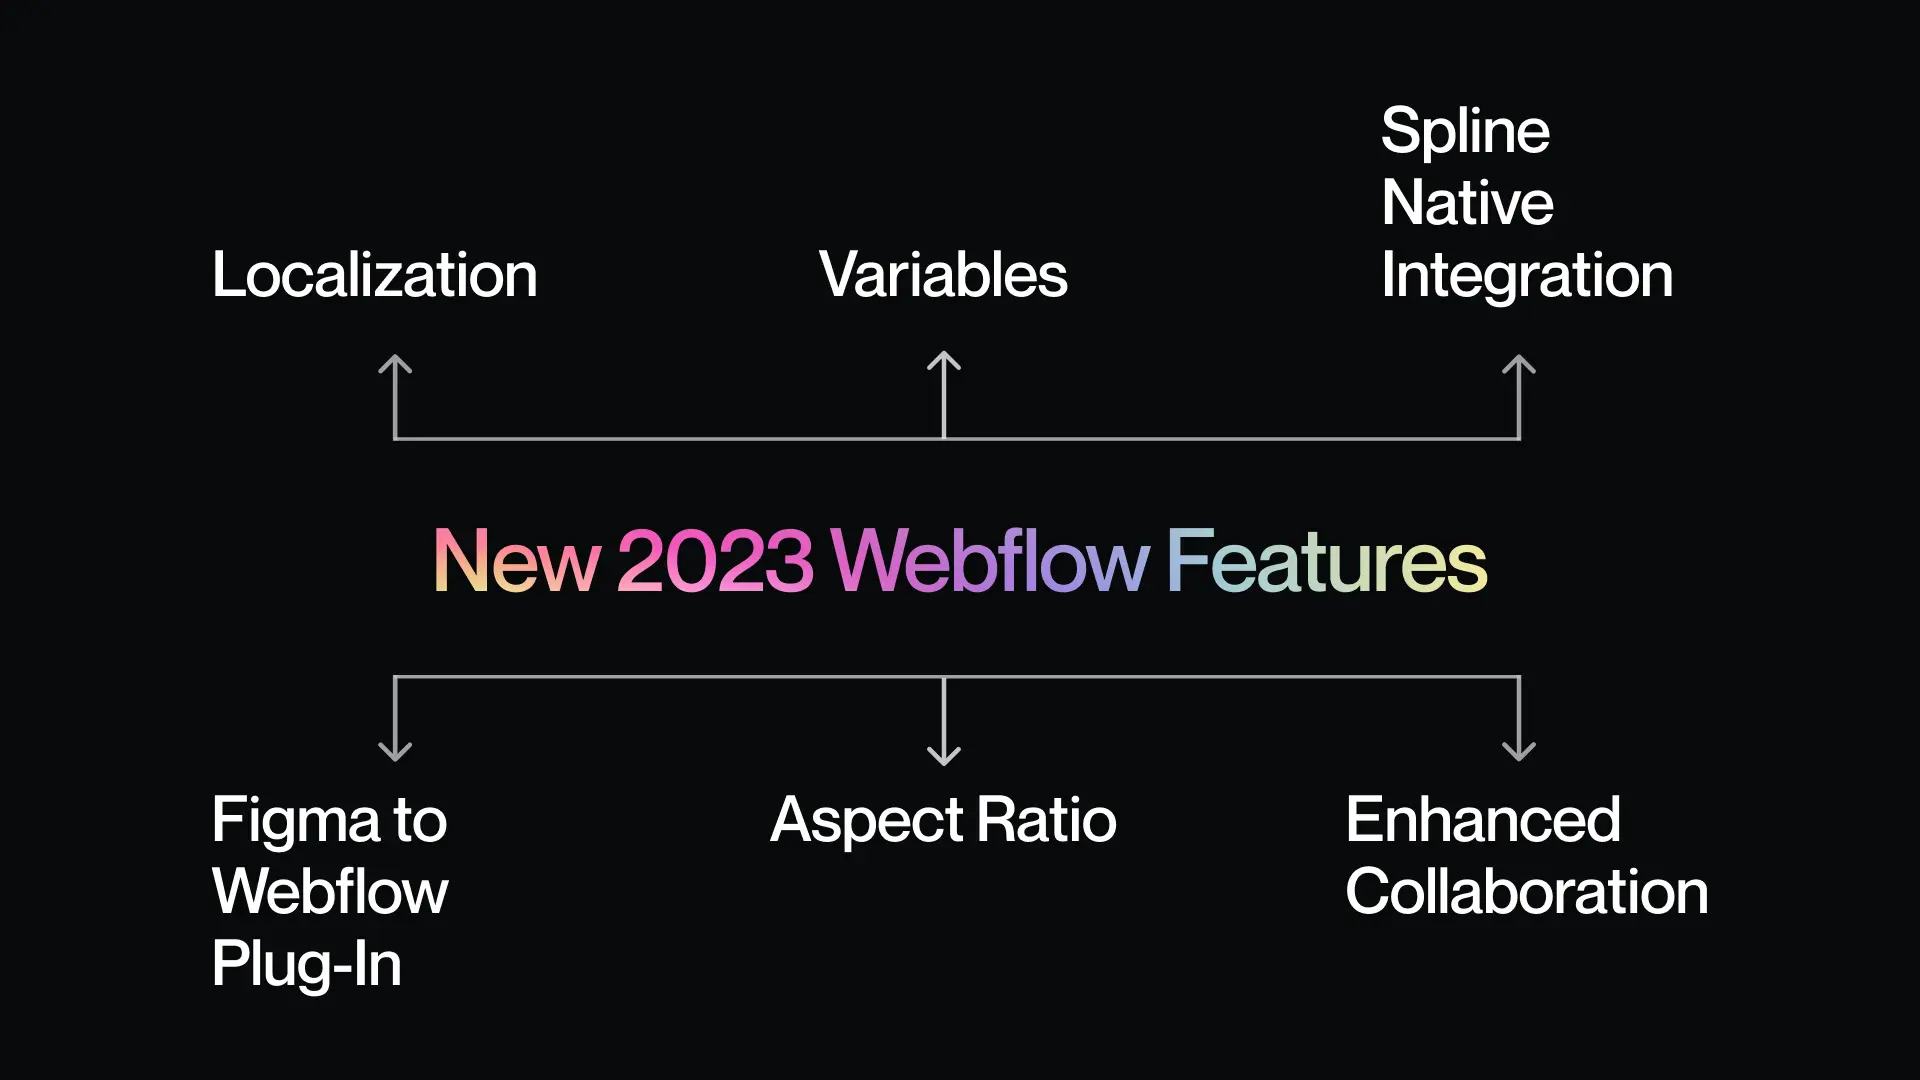 Localization
Variables
Spline
Native
Integration
New 2023 Webflow Features
Figma to
Webflow
Plug-In
Aspect Ratio
Enhanced
Collaboration